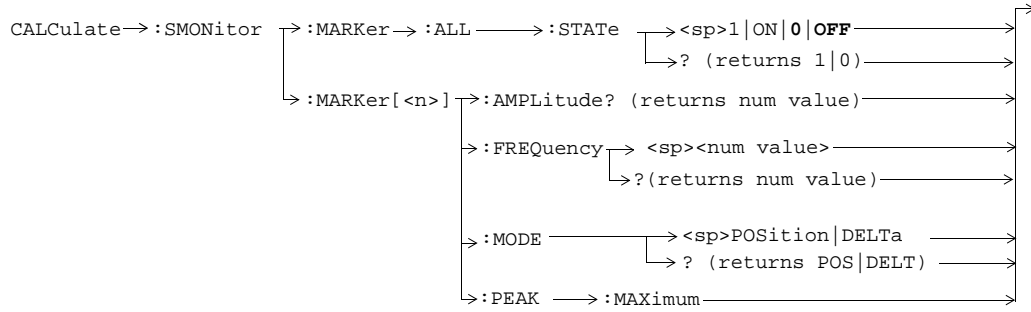 CALCulate :SMONitor :MARKer :ALL :STATe <sp>1|ON|0|OFF
? (returns 1|0)
:MARKer[<n>] :AMPLitude? (returns num value)
:FREQuency <sp><num value>
?(returns num value)
:MODE <sp>POSition|DELTa
? (returns POS|DELT)
:PEAK :MAXimum